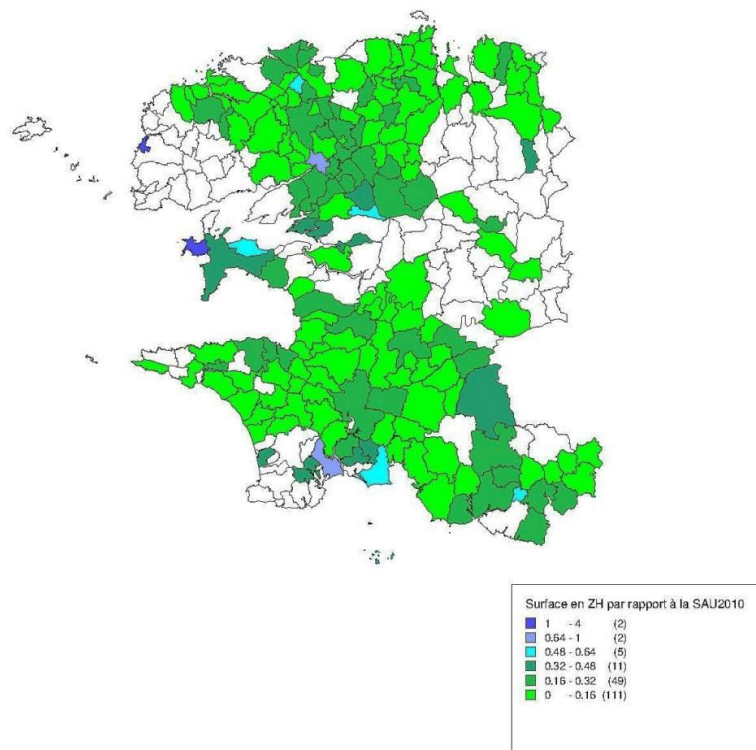 Surface en ZH par rapport à la SAU2010
1 - 4 (2)
0.64 - 1 (2)
0.48 - 0.64 (5)
0.32 - 0.48 (11)
0.16 - 0.32 (49)
0 - 0.16 (111)